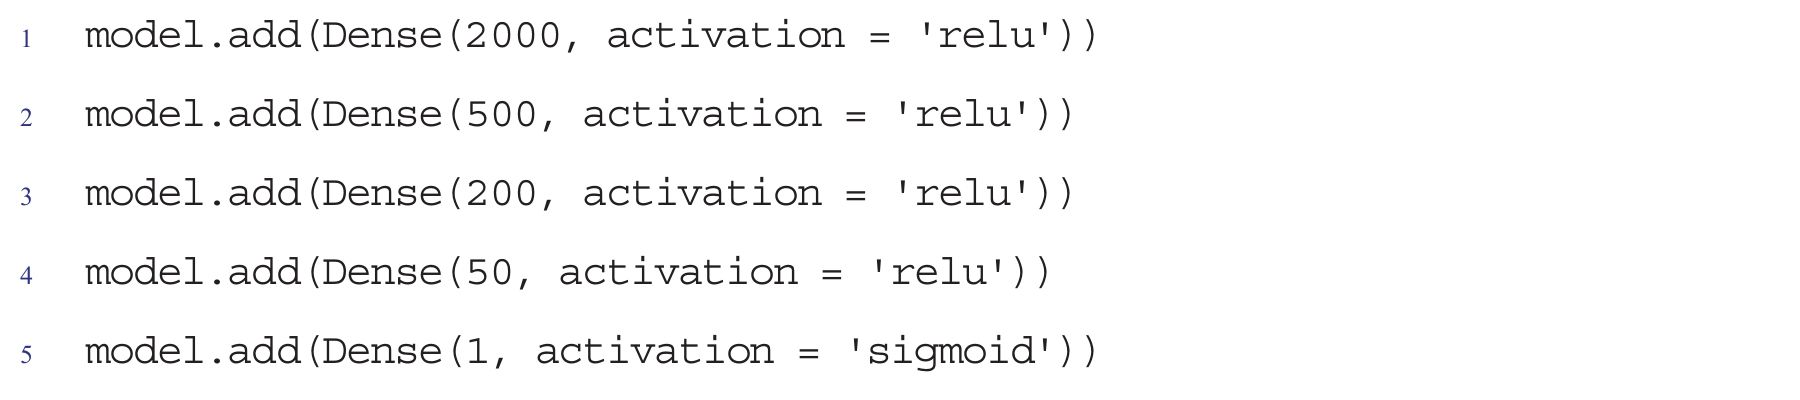 1 model.add(Dense(2000, activation = 'relu'))
2 model.add(Dense(500, activation = 'relu'))
3 model.add(Dense(200, activation = 'relu'))
4 model.add(Dense(50, activation = 'relu'))
5 model.add(Dense(1, activation = 'sigmoid'))